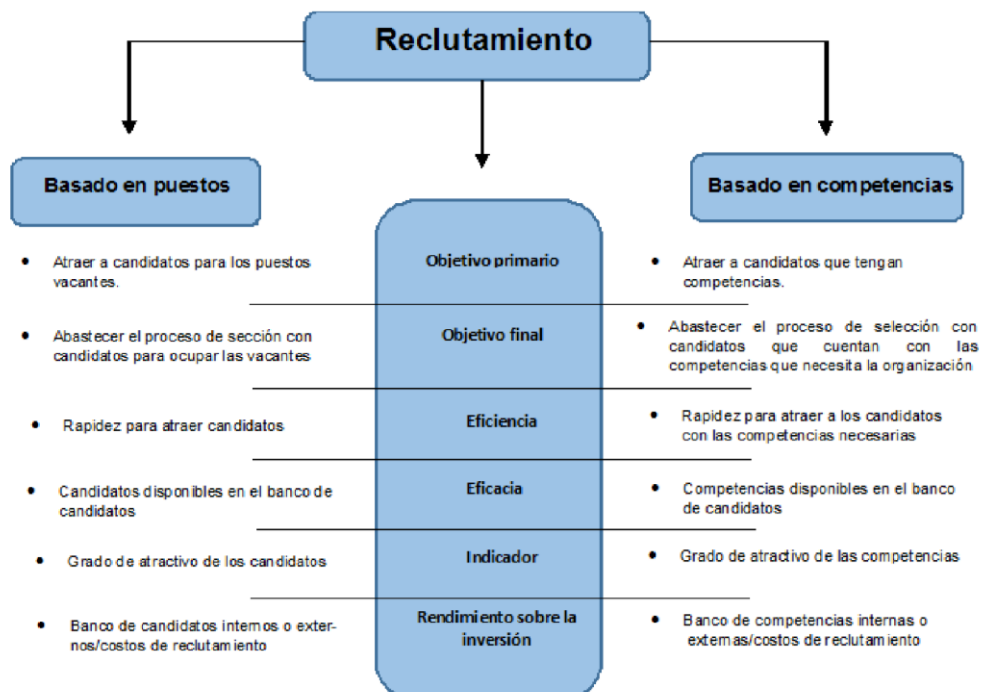 Reclutamiento
Basado en puestos
Basado en competencias
• Atraer a candidatos para los puestos
vacantes.
Objetivo primario
• Atraer a candidatos que tengan
competencias.
• Abastecer el proceso de sección con
candidatos para ocupar las vacantes
Objetivo final
• Abastecer el proceso de selección con
candidatos que cuentan con las
competencias que necesita la organización
• Rapidez para atraer candidatos
Eficiencia
• Rapidez para atraer a los candidatos
con las competencias necesarias
• Candidatos disponibles en el banco de
candidatos
Eficacia
• Competencias disponibles en el banco
de candidatos
• Grado de atractivo de los candidatos
Indicador
• Grado de atractivo de las competencias
• Banco de candidatos internos o exter-
nos/costos de reclutamiento
Rendimiento sobre la
inversión
• Banco de competencias internas o
externas/costos de reclutamiento